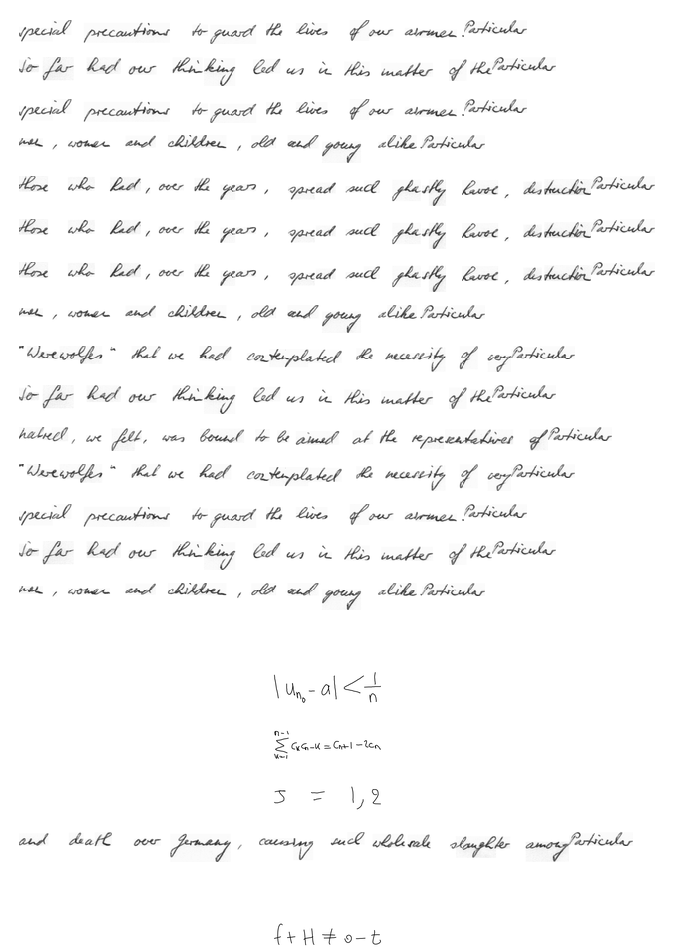 special precautions to guard the lives of our airmen. Particular
So far had our thinking led us in this matter of the Particular
special precautions to guard the lives of our airmen. Particular
men, women and children, old and young alike Particular
those who had, over the years, spread such ghastly havoc, destruction Particular
those who had, over the years, spread such ghastly havoc, destruction Particular
those who had, over the years, spread such ghastly havoc, destruction Particular
men, women and children, old and young alike Particular
"Werewolfes" that we had contemplated the necessity of very Particular
So far had our thinking led us in this matter of the Particular
hatred, we felt, was bound to be aimed at the representatives of Particular
"Werewolfes" that we had contemplated the necessity of very Particular
special precautions to guard the lives of our airmen. Particular
So far had our thinking led us in this matter of the Particular
men, women and children, old and young alike Particular
|u_{n_0} - a| < \frac{1}{n}
\sum_{k=1}^{n-1} c_k c_{n-k} = c_{n+1} - 2c_n
J = 1, 2
and death over Germany, causing such wholesale slaughter among Particular
f + H ≠ 0 - t